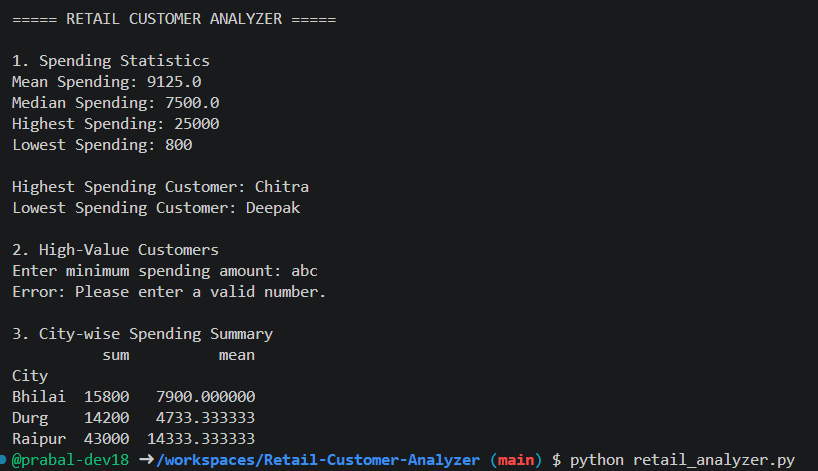 ===== RETAIL CUSTOMER ANALYZER =====
1. Spending Statistics
Mean Spending: 9125.0
Median Spending: 7500.0
Highest Spending: 25000
Lowest Spending: 800
Highest Spending Customer: Chitra
Lowest Spending Customer: Deepak
2. High-Value Customers
Enter minimum spending amount: abc
Error: Please enter a valid number.
3. City-wise Spending Summary
sum mean
City
Bhilai 15800 7900.000000
Durg 14200 4733.333333
Raipur 43000 14333.333333
@prabal-dev18 ➜/workspaces/Retail-Customer-Analyzer (main) $ python retail_analyzer.py